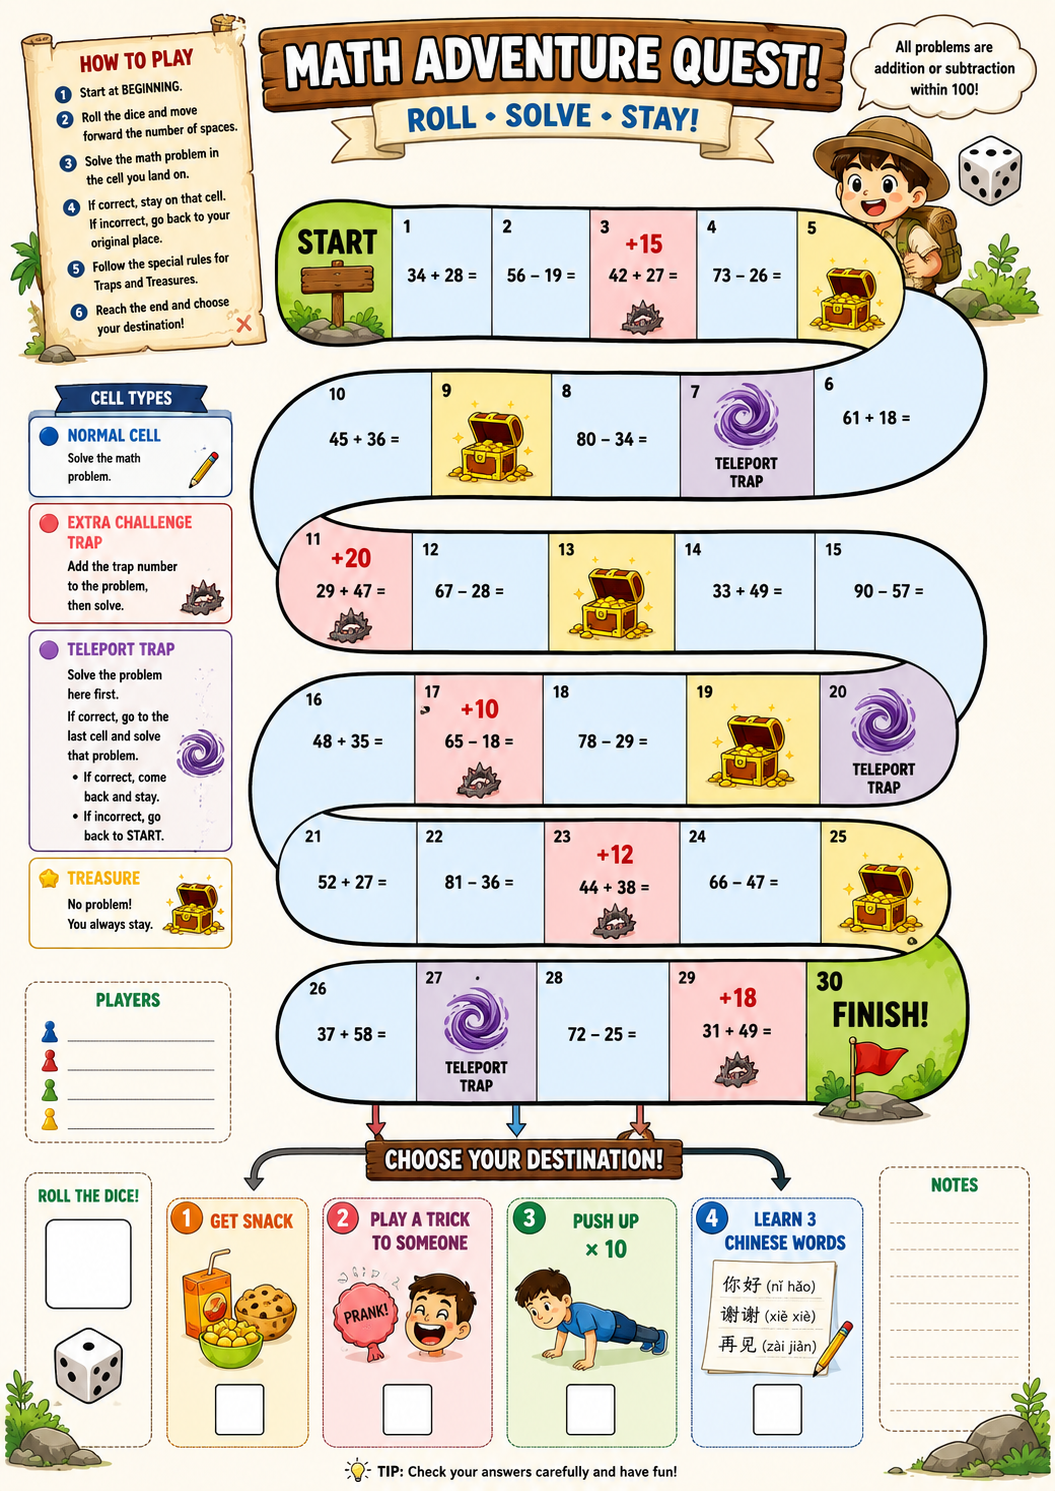 MATH ADVENTURE QUEST!
ROLL • SOLVE • STAY!
All problems are
addition or subtraction
within 100!
HOW TO PLAY
1 Start at BEGINNING.
2 Roll the dice and move
forward the number of spaces.
3 Solve the math problem in
the cell you land on.
4 If correct, stay on that cell.
If incorrect, go back to your
original place.
5 Follow the special rules for
Traps and Treasures.
6 Reach the end and choose
your destination!
CELL TYPES
NORMAL CELL
Solve the math
problem.
EXTRA CHALLENGE
TRAP
Add the trap number
to the problem,
then solve.
TELEPORT TRAP
Solve the problem
here first.
If correct, go to the
last cell and solve
that problem.
• If correct, come
back and stay.
• If incorrect, go
back to START.
TREASURE
No problem!
You always stay.
PLAYERS
START
1
34 + 28 =
2
56 – 19 =
3
+15
42 + 27 =
4
73 – 26 =
5
6
61 + 18 =
7
TELEPORT
TRAP
8
80 – 34 =
9
10
45 + 36 =
11
+20
29 + 47 =
12
67 – 28 =
13
14
33 + 49 =
15
90 – 57 =
16
48 + 35 =
17
+10
65 – 18 =
18
78 – 29 =
19
20
TELEPORT
TRAP
21
52 + 27 =
22
81 – 36 =
23
+12
44 + 38 =
24
66 – 47 =
25
26
37 + 58 =
27
TELEPORT
TRAP
28
72 – 25 =
29
+18
31 + 49 =
30
FINISH!
CHOOSE YOUR DESTINATION!
ROLL THE DICE!
1 GET SNACK
2 PLAY A TRICK
TO SOMEONE
PRANK!
3 PUSH UP
× 10
4 LEARN 3
CHINESE WORDS
你好 (nǐ hǎo)
谢谢 (xiè xiè)
再见 (zài jiàn)
NOTES
TIP: Check your answers carefully and have fun!